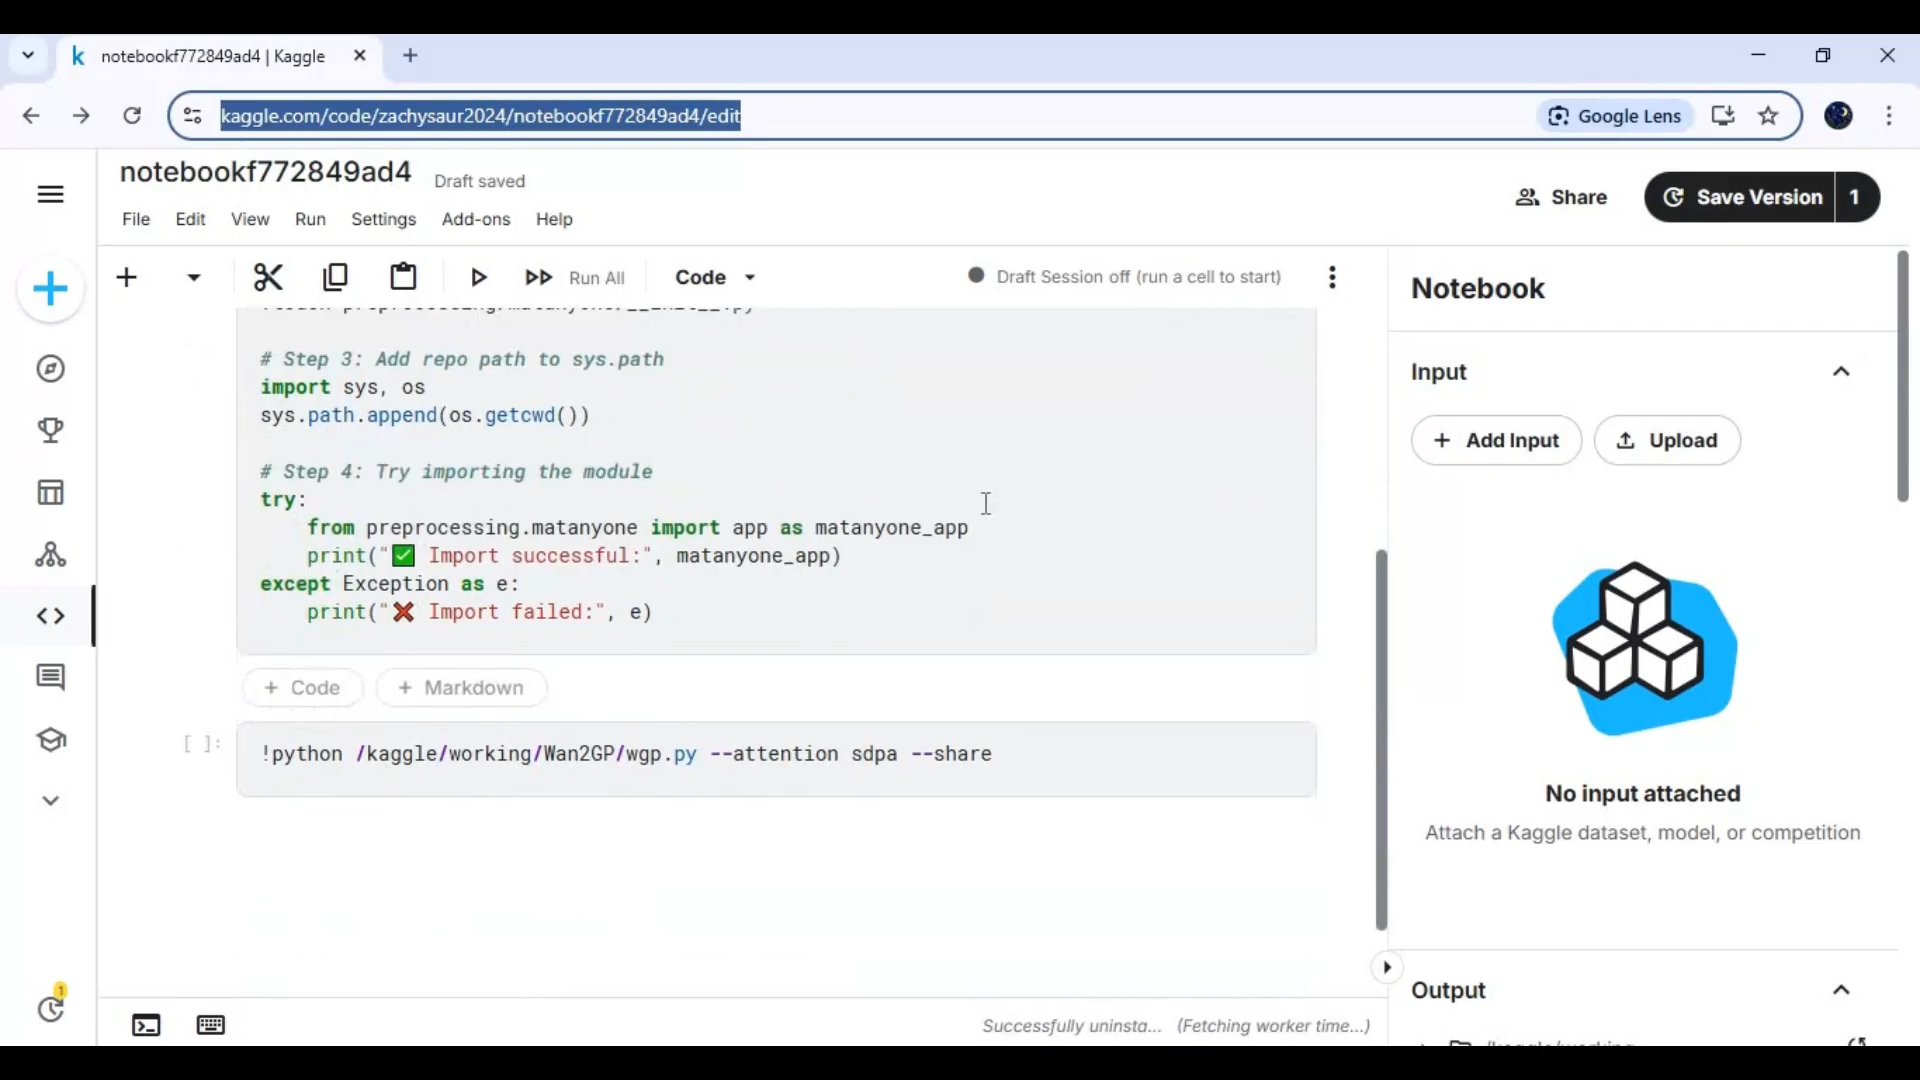 notebookf772849ad4 | Kaggle
kaggle.com/code/zachysaur2024/notebookf772849ad4/edit
Google Lens
notebookf772849ad4
Draft saved
File Edit View Run Settings Add-ons Help
Share
Save Version 1
Run All
Code
Draft Session off (run a cell to start)
# Step 3: Add repo path to sys.path
import sys, os
sys.path.append(os.getcwd())
# Step 4: Try importing the module
try:
from preprocessing.matanyone import app as matanyone_app
print("✅ Import successful:", matanyone_app)
except Exception as e:
print("❌ Import failed:", e)
+ Code + Markdown
[ ]: !python /kaggle/working/Wan2GP/wgp.py --attention sdpa --share
Notebook
Input
+ Add Input
Upload
No input attached
Attach a Kaggle dataset, model, or competition
Output
1
Successfully uninsta... (Fetching worker time...)